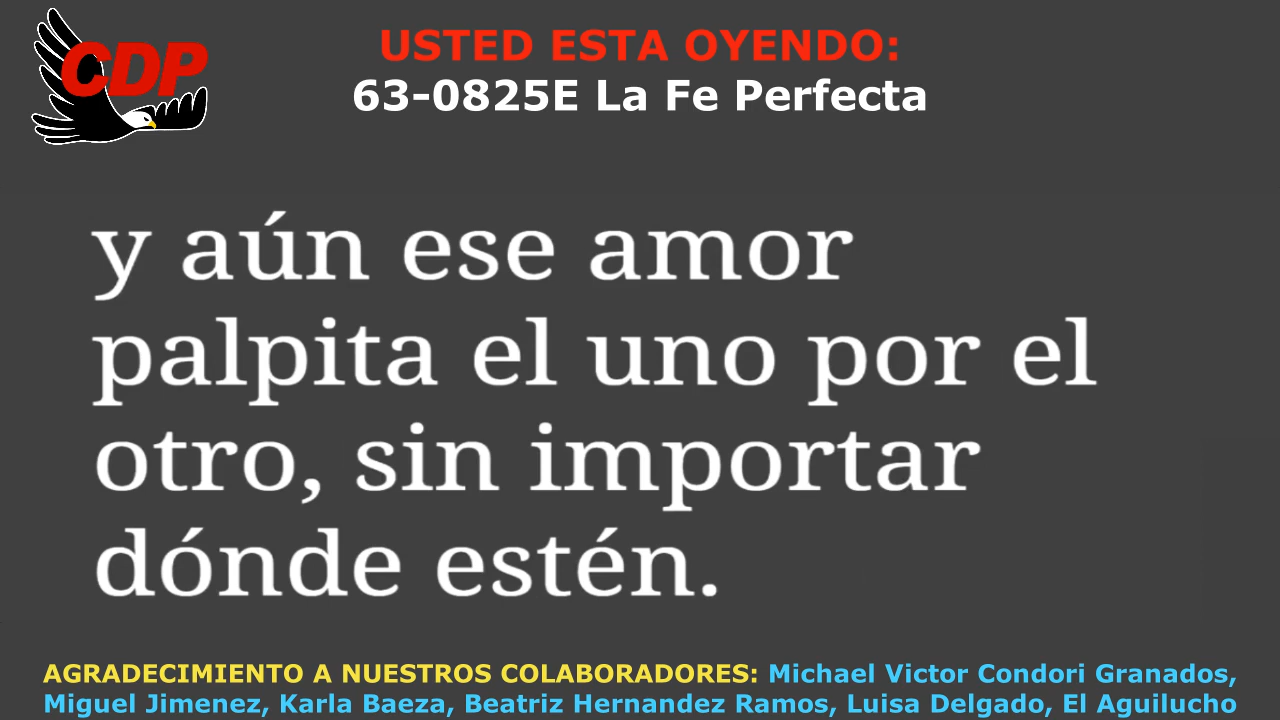 CDP
USTED ESTA OYENDO:
63-0825E La Fe Perfecta
y aún ese amor
palpita el uno por el
otro, sin importar
dónde estén.
AGRADECIMIENTO A NUESTROS COLABORADORES: Michael Victor Condori Granados,
Miguel Jimenez, Karla Baeza, Beatriz Hernandez Ramos, Luisa Delgado, El Aguilucho